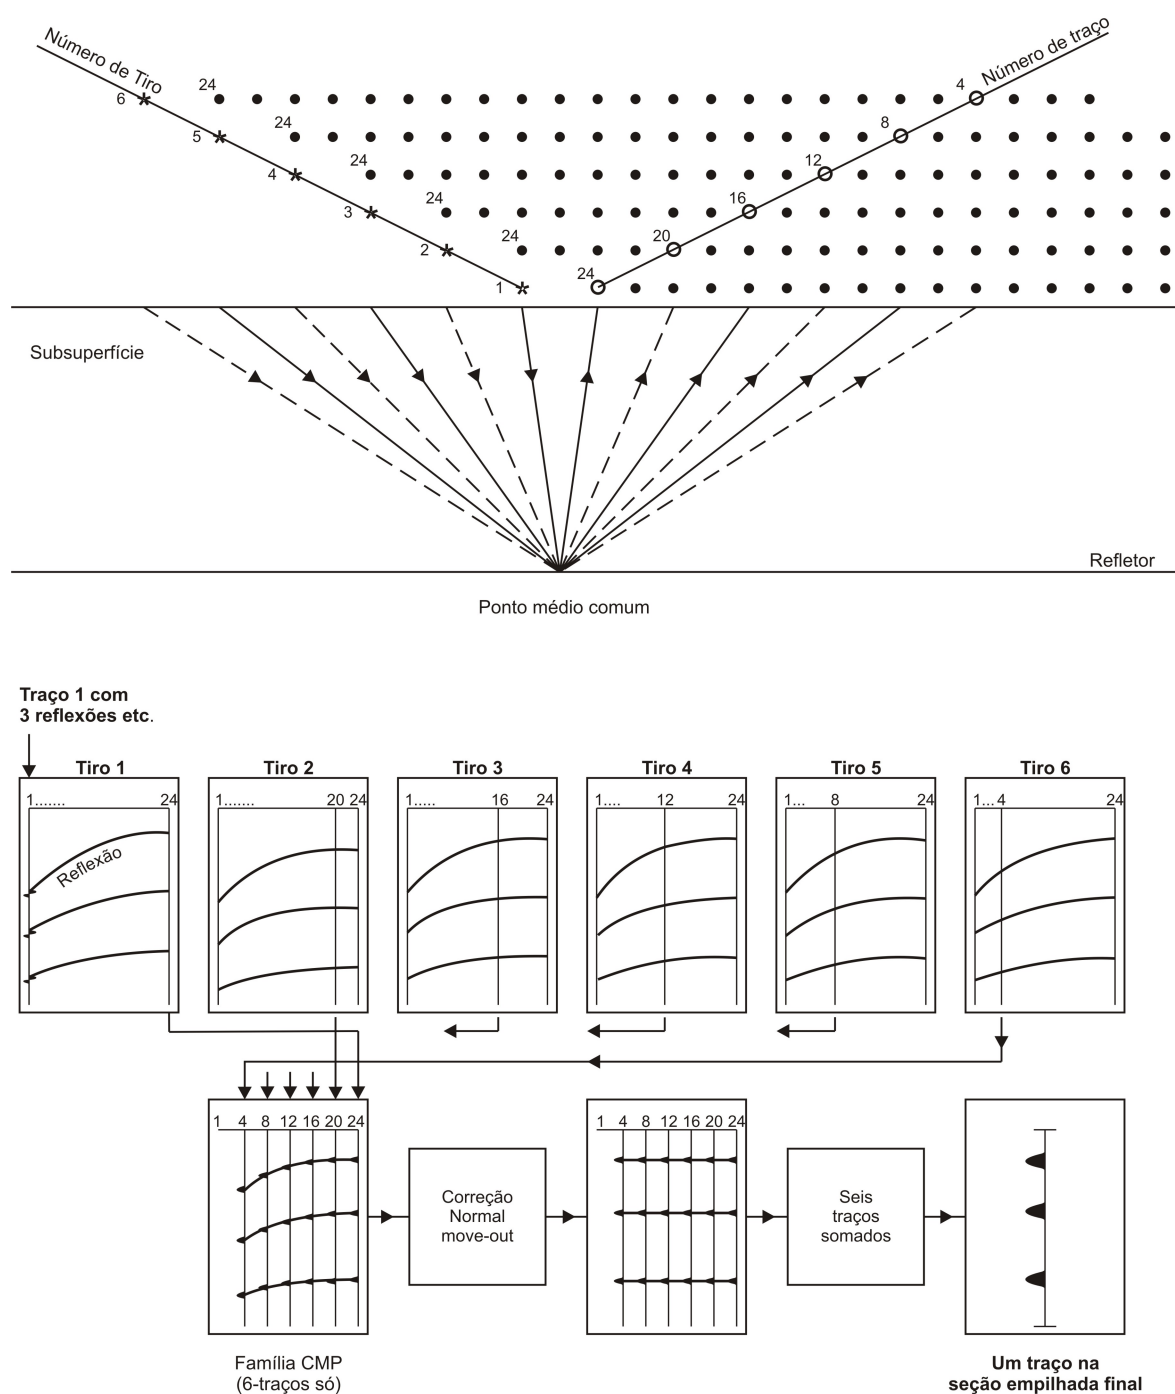 Número de Tiro
Número de traço
24
6
4
24
5
8
24
4
12
24
3
16
24
2
20
24
1
24
Subsuperfície
Refletor
Ponto médio comum
Traço 1 com
3 reflexões etc.
Tiro 1
Tiro 2
Tiro 3
Tiro 4
Tiro 5
Tiro 6
1....... 24
1....... 20 24
1..... 16 24
1.... 12 24
1... 8 24
1...4 24
Reflexão
1 4 8 12 16 20 24
1 4 8 12 16 20 24
Correção
Normal
move-out
Seis
traços
somados
Família CMP
(6-traços só)
Um traço na
seção empilhada final